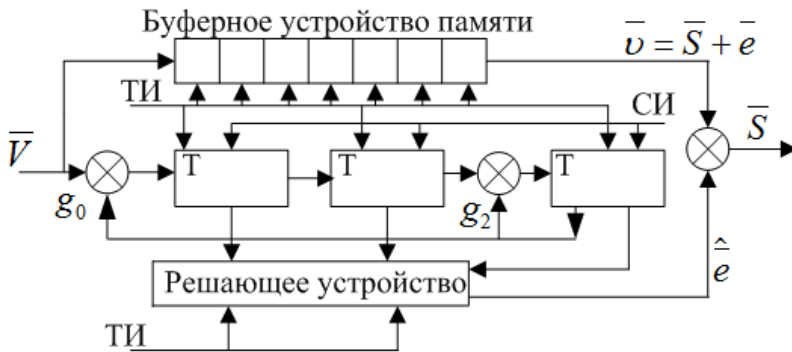 Буферное устройство памяти
υ̅ = S̅ + e̅
ТИ
СИ
V̅
S̅
Т
Т
Т
g₀
g₂
ê̅
Решающее устройство
ТИ